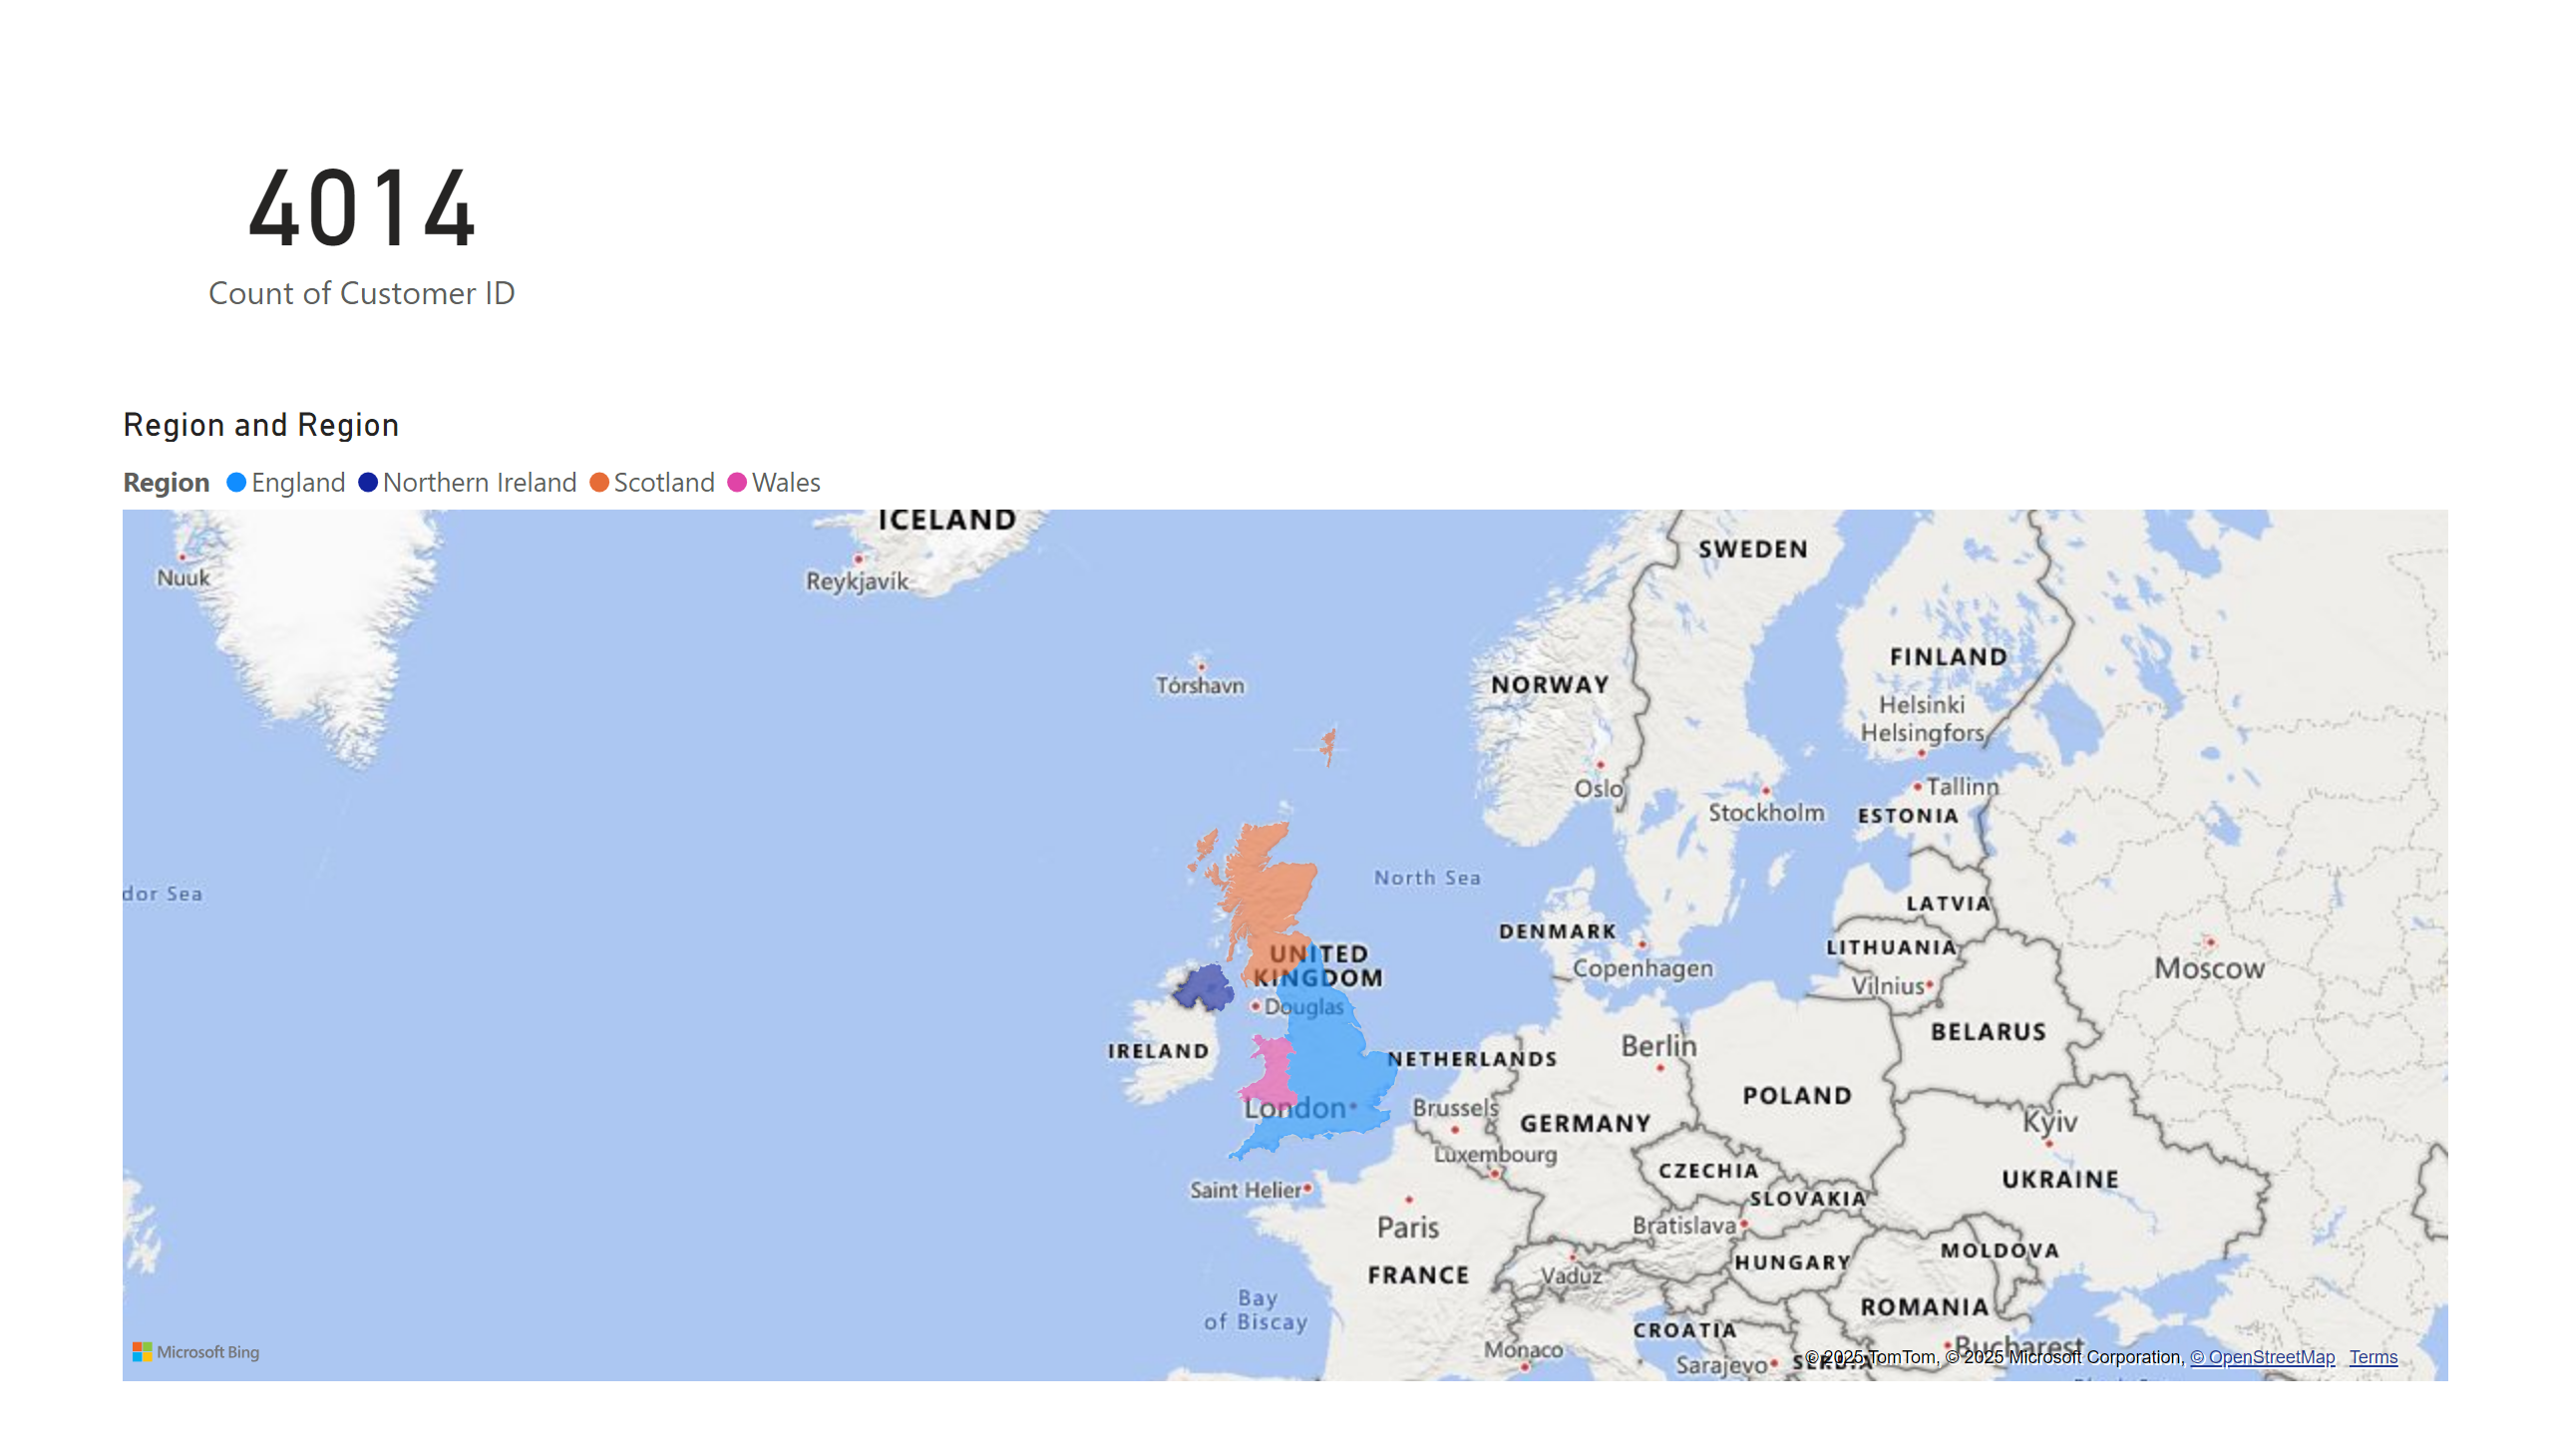 4014
Count of Customer ID
Region and Region
Region England Northern Ireland Scotland Wales
ICELAND
SWEDEN
Nuuk
Reykjavík
FINLAND
Tórshavn
NORWAY
Helsinki
Helsingfors
Oslo
Tallinn
Stockholm
ESTONIA
North Sea
dor Sea
LATVIA
DENMARK
UNITED
KINGDOM
LITHUANIA
Copenhagen
Moscow
Vilnius
Douglas
BELARUS
IRELAND
NETHERLANDS
Berlin
POLAND
London
Brussels
GERMANY
Kyiv
Luxembourg
CZECHIA
UKRAINE
Saint Helier
SLOVAKIA
Paris
Bratislava
MOLDOVA
HUNGARY
FRANCE
Vaduz
Bay
of Biscay
ROMANIA
CROATIA
Monaco
Bucharest
Sarajevo
SERBIA
Microsoft Bing
© 2025 TomTom, © 2025 Microsoft Corporation, © OpenStreetMap Terms